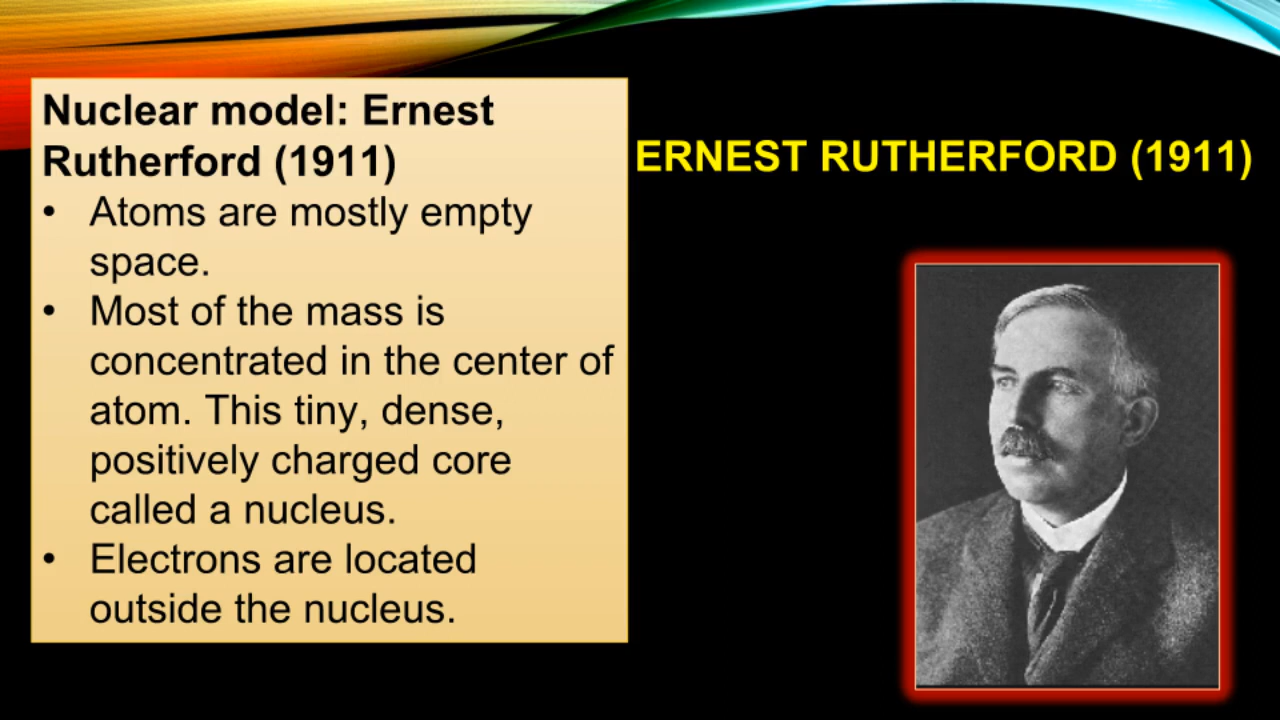 Nuclear model: Ernest
Rutherford (1911)
• Atoms are mostly empty
space.
• Most of the mass is
concentrated in the center of
atom. This tiny, dense,
positively charged core
called a nucleus.
• Electrons are located
outside the nucleus.
ERNEST RUTHERFORD (1911)